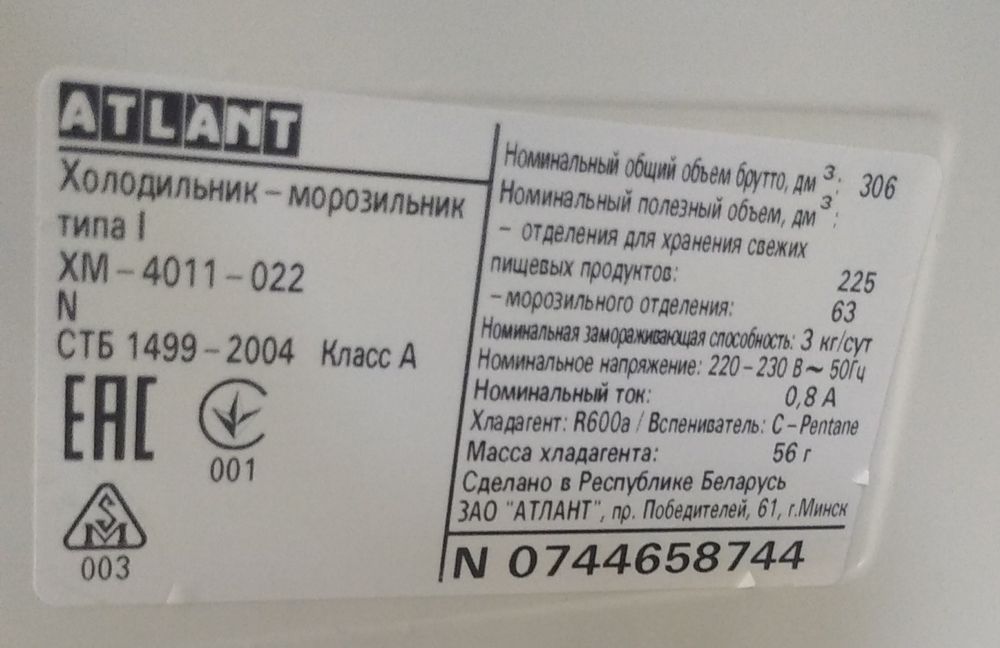 ATLANT
Холодильник – морозильник
типа I
ХМ – 4011 – 022
N
СТБ 1499 – 2004 Класс А
ЕАС
001
SM
003
Номинальный общий объем брутто, дм³: 306
Номинальный полезный объем, дм³:
– отделения для хранения свежих
пищевых продуктов: 225
– морозильного отделения: 63
Номинальная замораживающая способность: 3 кг/сут
Номинальное напряжение: 220 – 230 В ~ 50Гц
Номинальный ток: 0,8 А
Хладагент: R600a / Вспениватель: C – Pentane
Масса хладагента: 56 г
Сделано в Республике Беларусь
ЗАО "АТЛАНТ", пр. Победителей, 61, г.Минск
N 0744658744